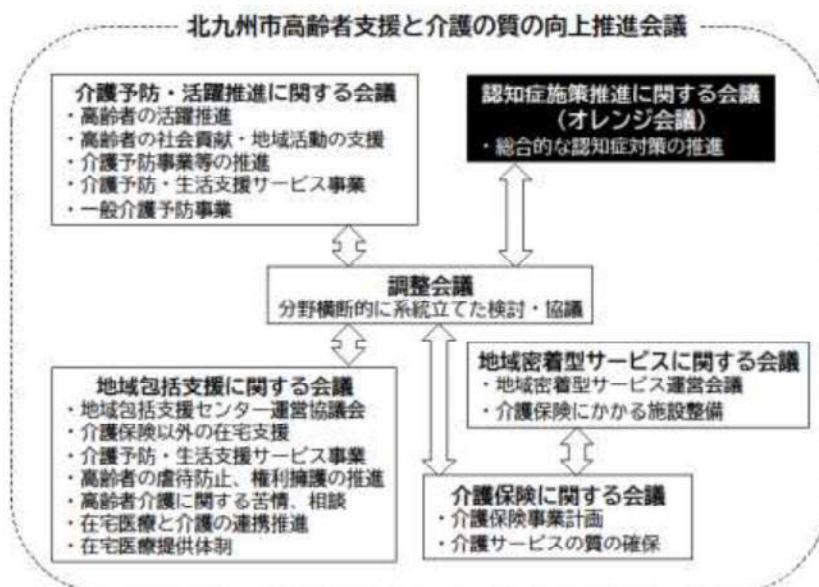 北九州市高齢者支援と介護の質の向上推進会議
介護予防・活躍推進に関する会議
・高齢者の活躍推進
・高齢者の社会貢献・地域活動の支援
・介護予防事業等の推進
・介護予防・生活支援サービス事業
・一般介護予防事業
認知症施策推進に関する会議
(オレンジ会議)
・総合的な認知症対策の推進
調整会議
分野横断的に系統立てた検討・協議
地域包括支援に関する会議
・地域包括支援センター運営協議会
・介護保険以外の在宅支援
・介護予防・生活支援サービス事業
・高齢者の虐待防止、権利擁護の推進
・高齢者介護に関する苦情、相談
・在宅医療と介護の連携推進
・在宅医療提供体制
地域密着型サービスに関する会議
・地域密着型サービス運営会議
・介護保険にかかる施設整備
介護保険に関する会議
・介護保険事業計画
・介護サービスの質の確保